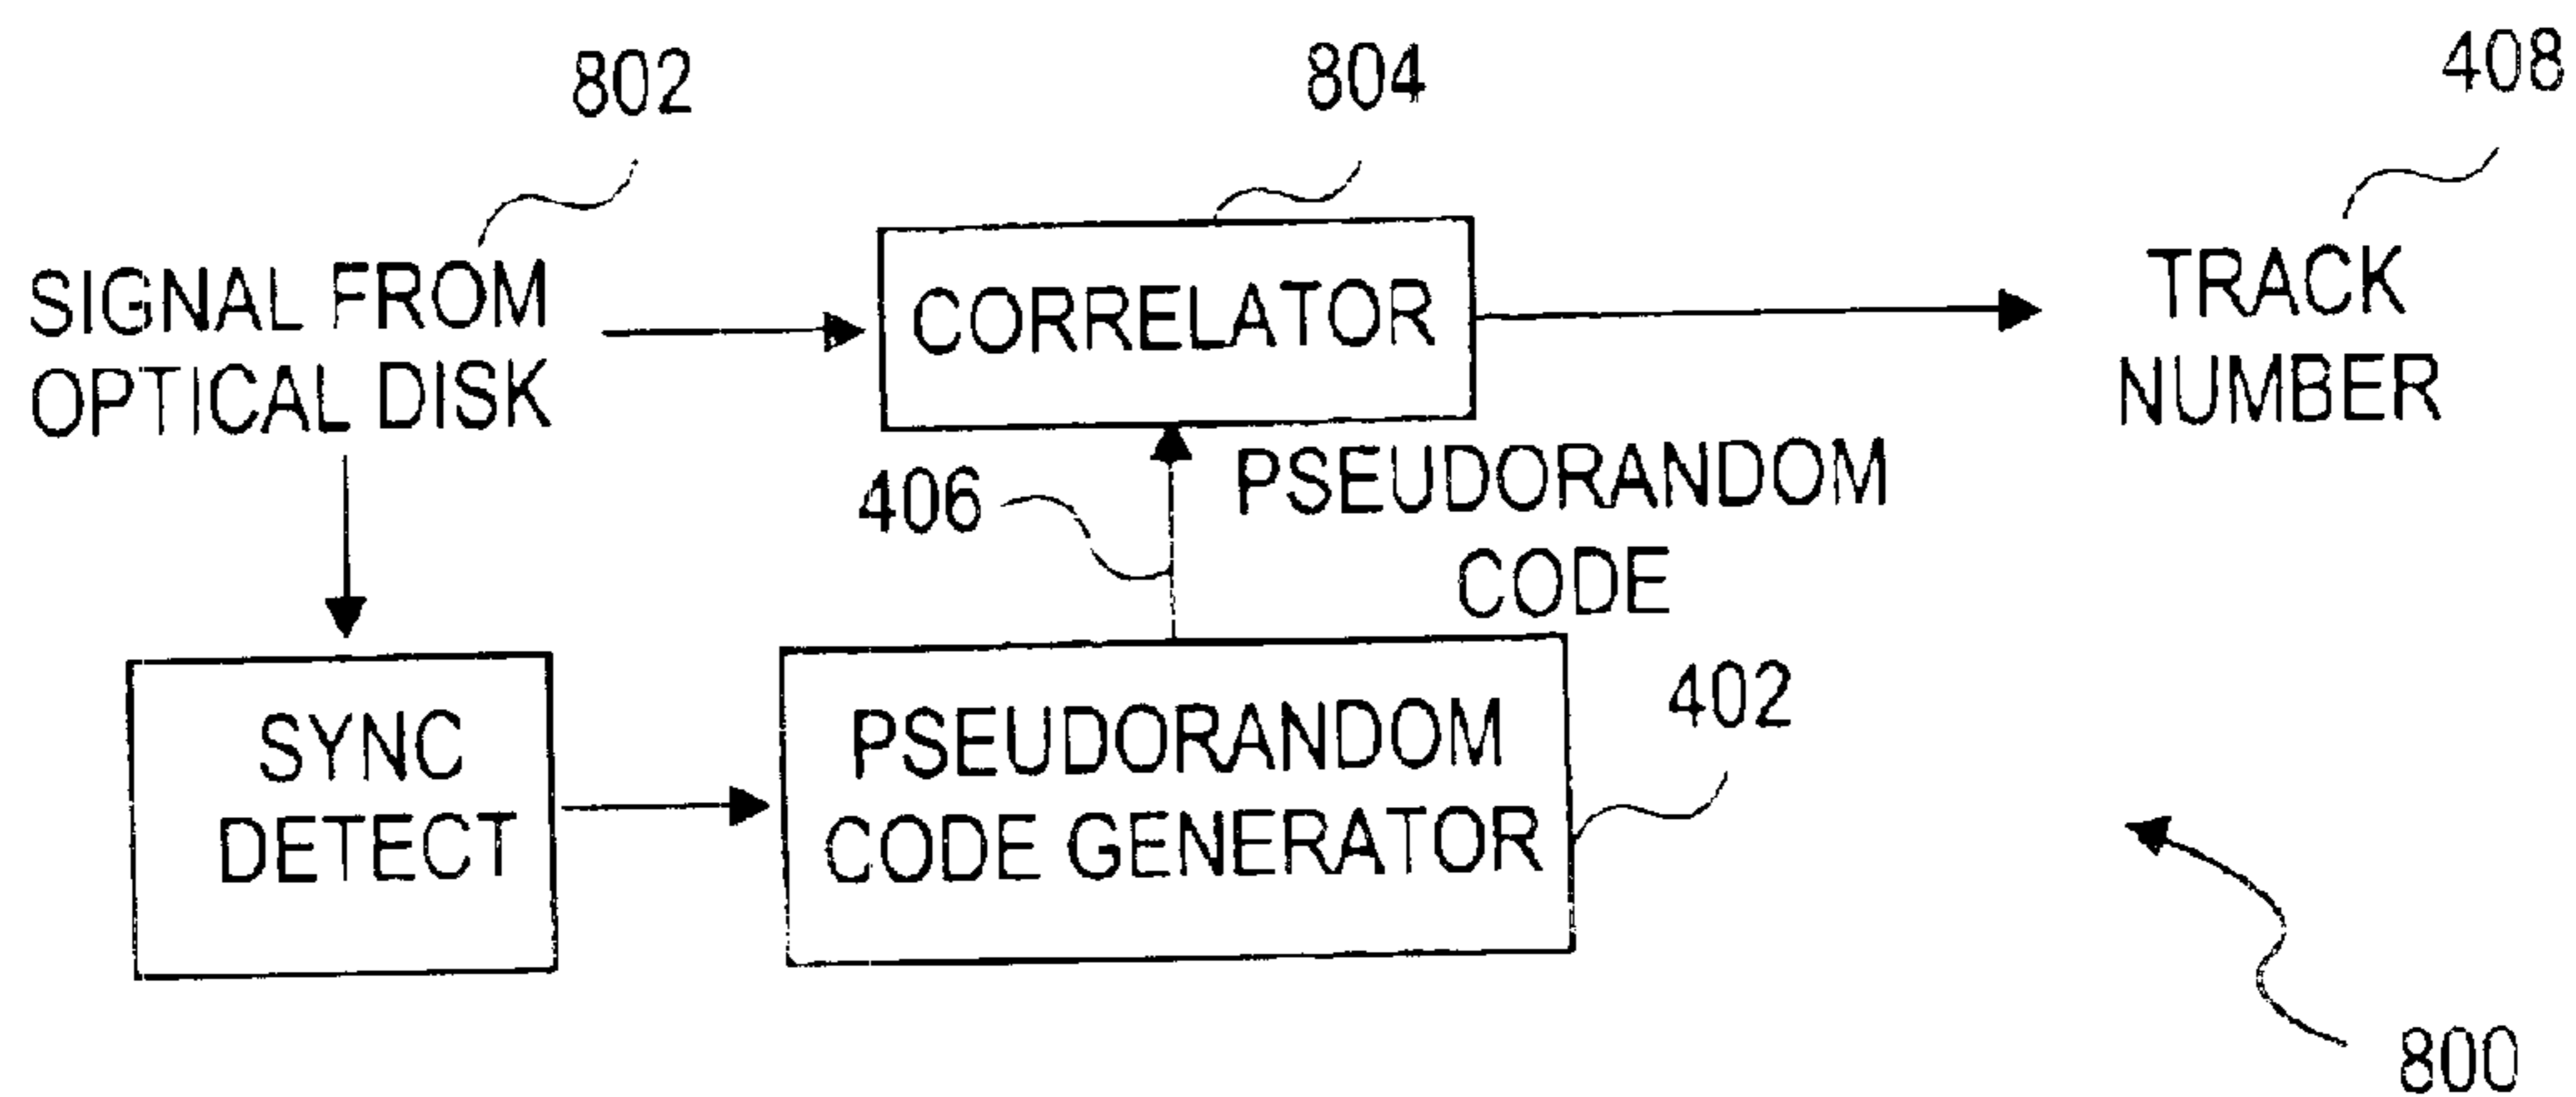 802
804
408
SIGNAL FROM
OPTICAL DISK
CORRELATOR
TRACK
NUMBER
406
PSEUDORANDOM
CODE
SYNC
DETECT
PSEUDORANDOM
CODE GENERATOR
402
800